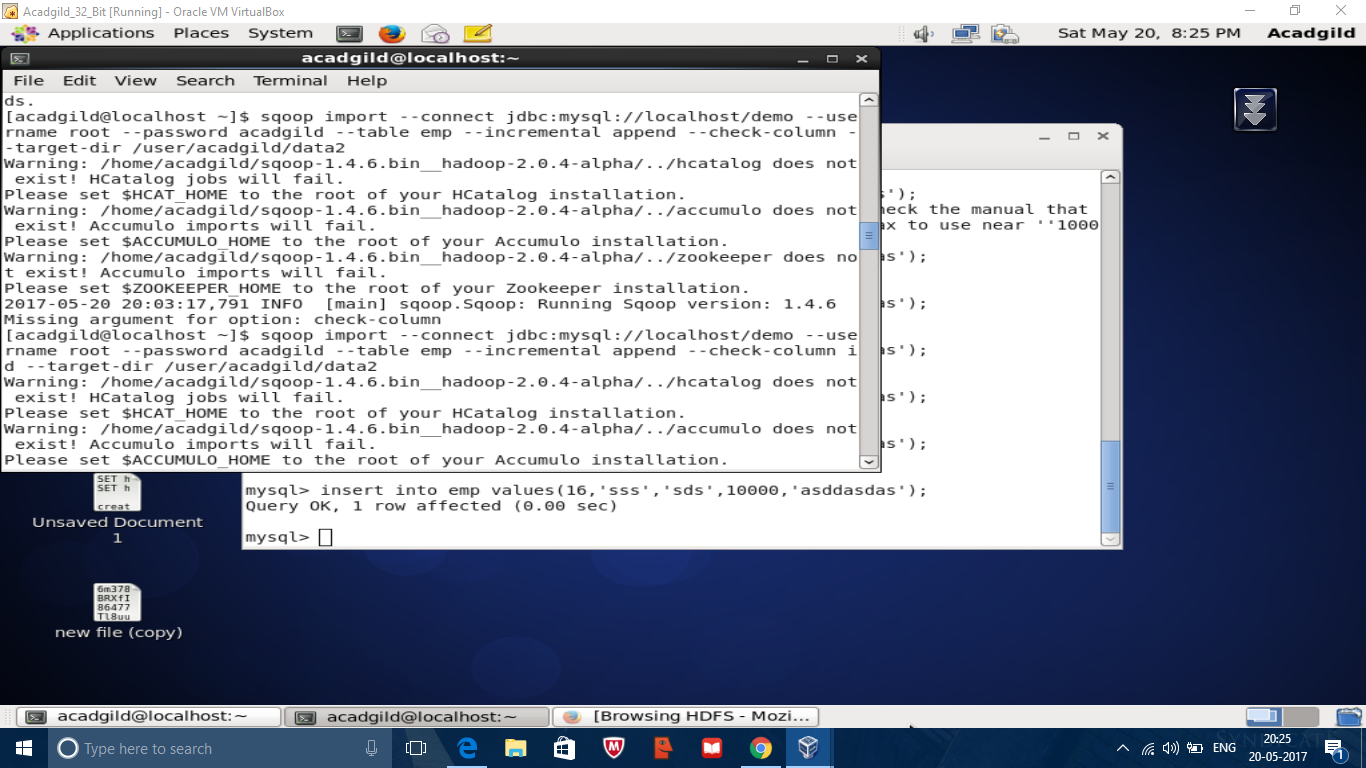 Acadgild_32_Bit [Running] - Oracle VM VirtualBox
Applications Places System Sat May 20, 8:25 PM Acadgild
acadgild@localhost:~
File Edit View Search Terminal Help
ds.
[acadgild@localhost ~]$ sqoop import --connect jdbc:mysql://localhost/demo --use
rname root --password acadgild --table emp --incremental append --check-column -
-target-dir /user/acadgild/data2
Warning: /home/acadgild/sqoop-1.4.6.bin__hadoop-2.0.4-alpha/../hcatalog does not
 exist! HCatalog jobs will fail.
Please set $HCAT_HOME to the root of your HCatalog installation.
Warning: /home/acadgild/sqoop-1.4.6.bin__hadoop-2.0.4-alpha/../accumulo does not
 exist! Accumulo imports will fail.
Please set $ACCUMULO_HOME to the root of your Accumulo installation.
Warning: /home/acadgild/sqoop-1.4.6.bin__hadoop-2.0.4-alpha/../zookeeper does no
t exist! Accumulo imports will fail.
Please set $ZOOKEEPER_HOME to the root of your Zookeeper installation.
2017-05-20 20:03:17,791 INFO  [main] sqoop.Sqoop: Running Sqoop version: 1.4.6
Missing argument for option: check-column
[acadgild@localhost ~]$ sqoop import --connect jdbc:mysql://localhost/demo --use
rname root --password acadgild --table emp --incremental append --check-column i
d --target-dir /user/acadgild/data2
Warning: /home/acadgild/sqoop-1.4.6.bin__hadoop-2.0.4-alpha/../hcatalog does not
 exist! HCatalog jobs will fail.
Please set $HCAT_HOME to the root of your HCatalog installation.
Warning: /home/acadgild/sqoop-1.4.6.bin__hadoop-2.0.4-alpha/../accumulo does not
 exist! Accumulo imports will fail.
Please set $ACCUMULO_HOME to the root of your Accumulo installation.
s');
eck the manual that
ax to use near ''1000
as');
as');
as');
as');
as');
mysql> insert into emp values(16,'sss','sds',10000,'asddasdas');
Query OK, 1 row affected (0.00 sec)
mysql>
SET h
SET h
creat
Unsaved Document
1
6m378
BRXfI
86477
Tl8uu
new file (copy)
acadgild@localhost:~ acadgild@localhost:~ [Browsing HDFS - Mozi...
Type here to search
ENG 20:25
20-05-2017
1